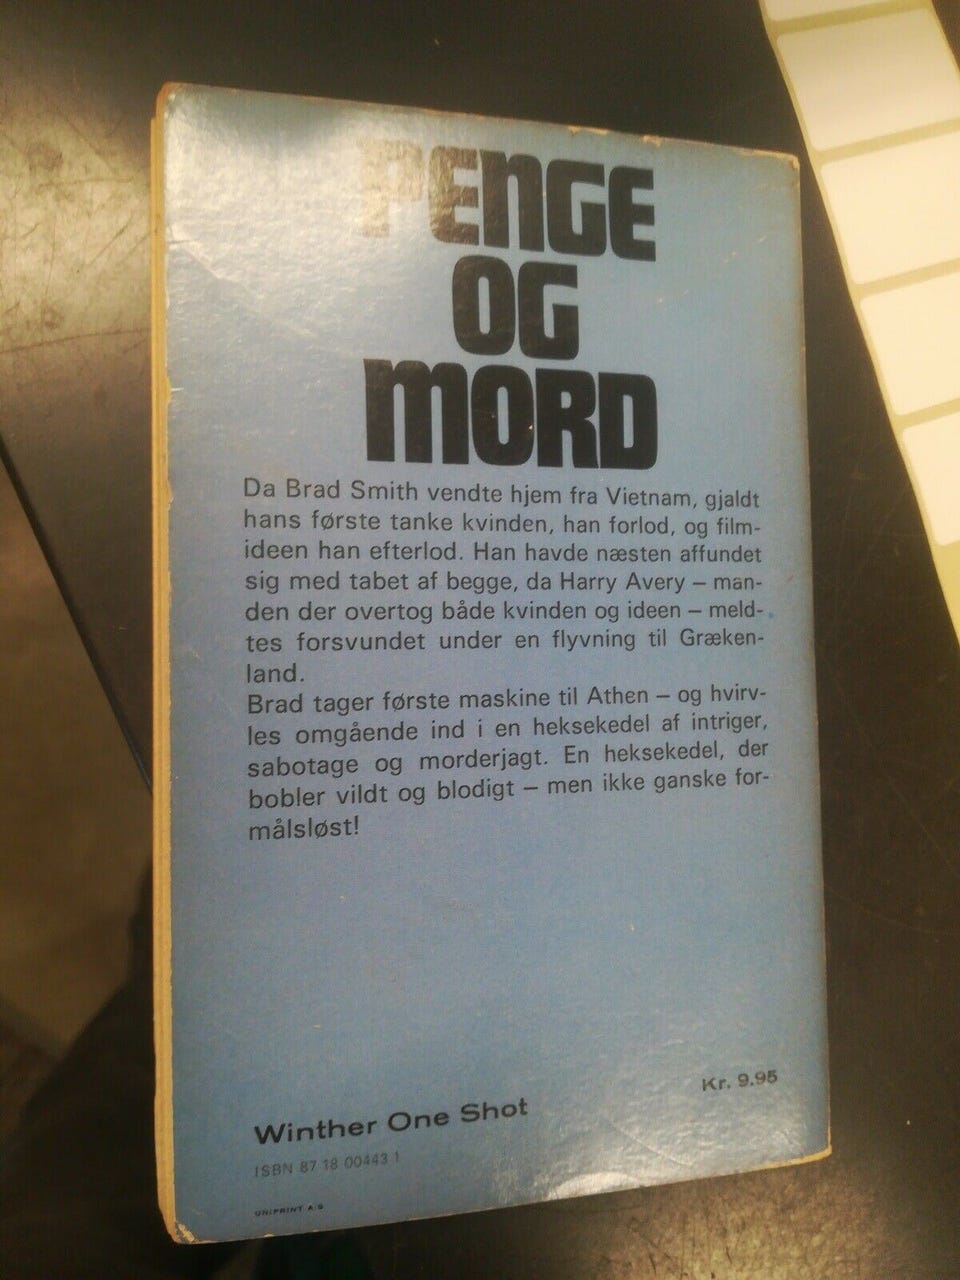 PENGE
OG
MORD
Da Brad Smith vendte hjem fra Vietnam, gjaldt
hans første tanke kvinden, han forlod, og film-
ideen han efterlod. Han havde næsten affundet
sig med tabet af begge, da Harry Avery – man-
den der overtog både kvinden og ideen – meld-
tes forsvundet under en flyvning til Græken-
land.
Brad tager første maskine til Athen – og hvirv-
les omgående ind i en heksekedel af intriger,
sabotage og morderjagt. En heksekedel, der
bobler vildt og blodigt – men ikke ganske for-
målsløst!
Kr. 9.95
Winther One Shot
ISBN 87 18 00443 1
UNIPRINT A/S